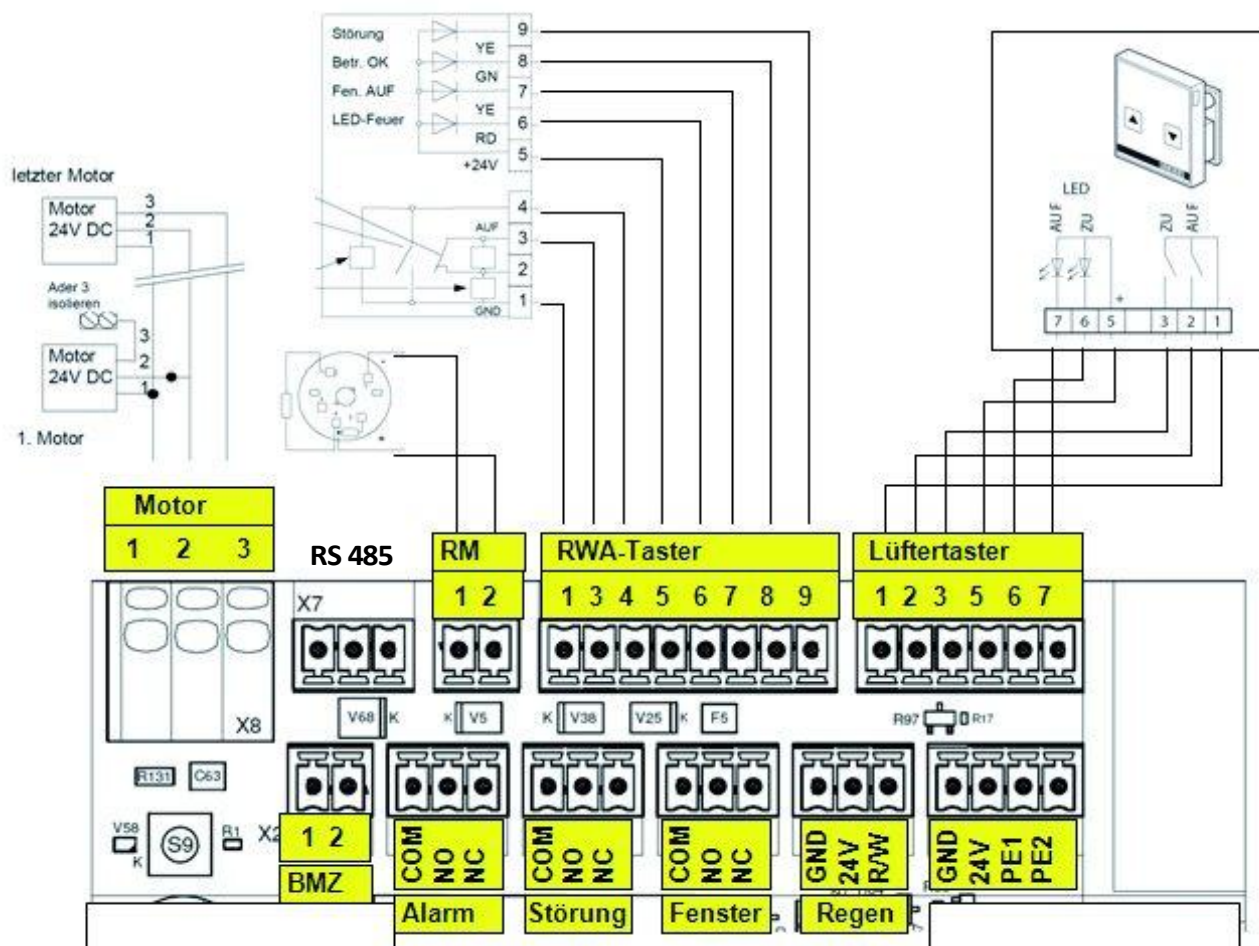 Störung
Betr. OK
Fen. AUF
LED-Feuer
YE
GN
YE
RD
+24V
9
8
7
6
5
4
3
2
1
AUF
GND
LED
AUF
ZU
ZU
AUF
+
7 6 5 3 2 1
letzter Motor
Motor
24V DC
3
2
1
Ader 3
isolieren
3
Motor
24V DC
2
1
1. Motor
-
+
Motor
1 2 3
RS 485
RM
1 2
RWA-Taster
1 3 4 5 6 7 8 9
Lüftertaster
1 2 3 5 6 7
X7
X8
V68 K
K V5
K V38
V25 K
F5
R97
R17
R131
C63
V58
K
S9
R1
X2
1 2
BMZ
COM
NO
NC
Alarm
COM
NO
NC
Störung
COM
NO
NC
Fenster
GND
24V
R/W
Regen
GND
24V
PE1
PE2